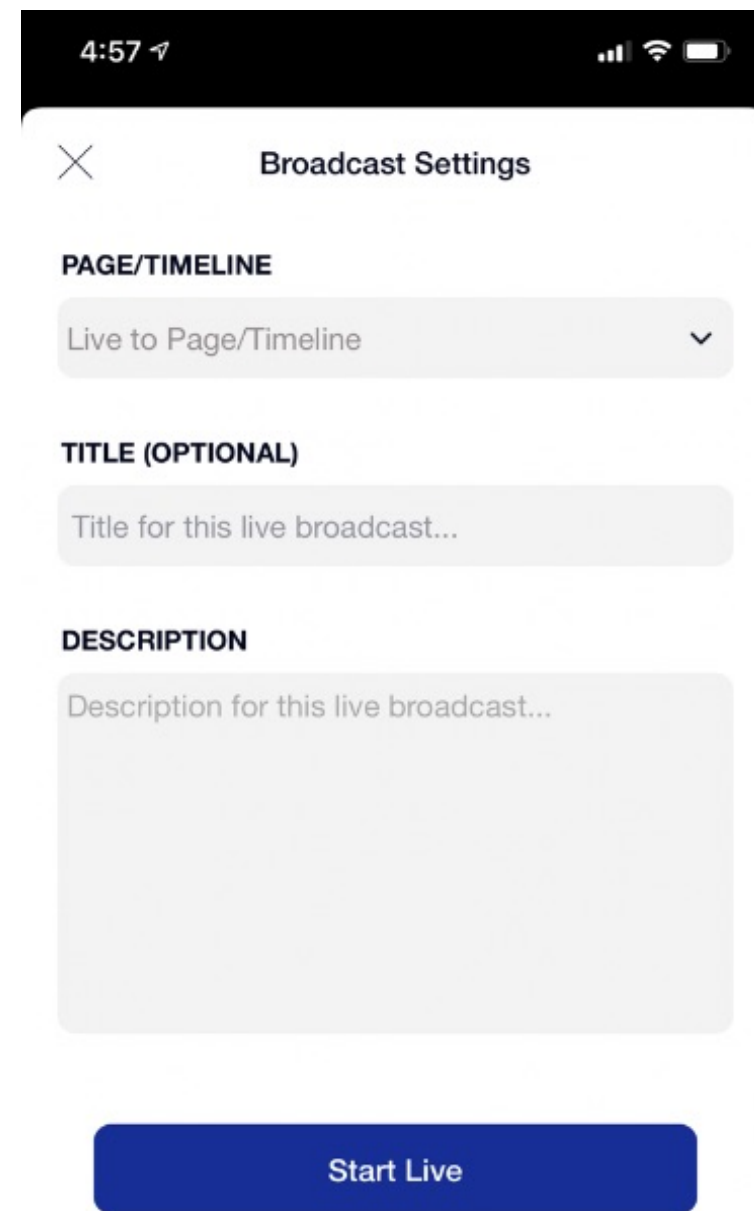 4:57
Broadcast Settings
PAGE/TIMELINE
Live to Page/Timeline
TITLE (OPTIONAL)
Title for this live broadcast...
DESCRIPTION
Description for this live broadcast...
Start Live